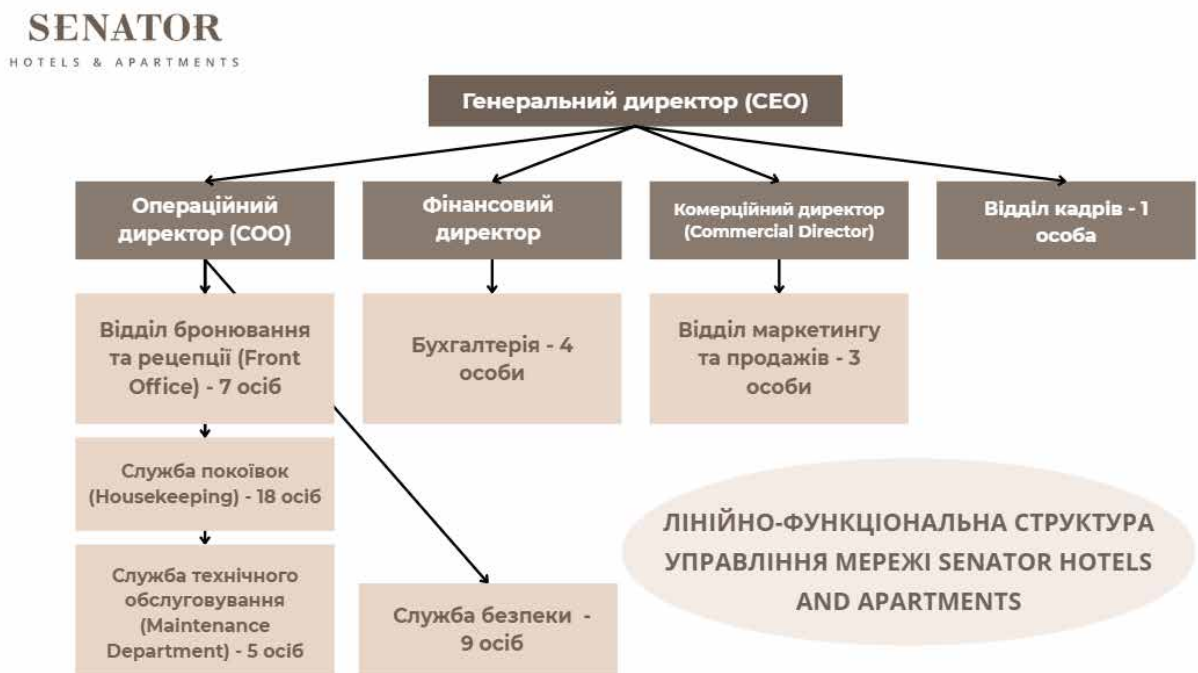 SENATOR
HOTELS & APARTMENTS
Генеральний директор (CEO)
Операційний
директор (COO)
Фінансовий
директор
Комерційний директор
(Commercial Director)
Відділ кадрів - 1
особа
Відділ бронювання
та рецепції (Front
Office) - 7 осіб
Бухгалтерія - 4
особи
Відділ маркетингу
та продажів - 3
особи
Служба покоївок
(Housekeeping) - 18 осіб
Служба технічного
обслуговування
(Maintenance
Department) - 5 осіб
Служба безпеки -
9 осіб
ЛІНІЙНО-ФУНКЦІОНАЛЬНА СТРУКТУРА
УПРАВЛІННЯ МЕРЕЖІ SENATOR HOTELS
AND APARTMENTS